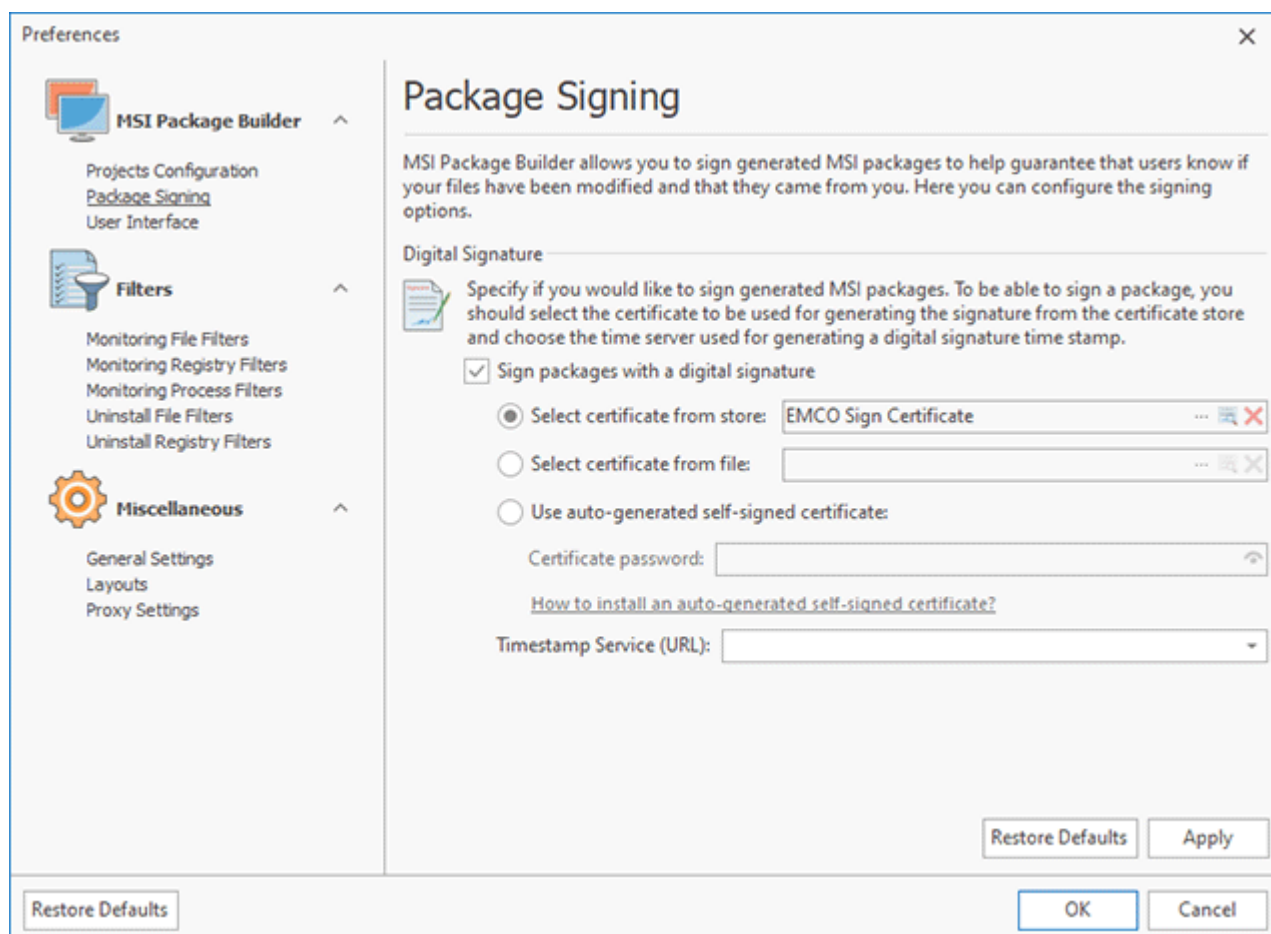 Preferences
MSI Package Builder
Projects Configuration
Package Signing
User Interface
Filters
Monitoring File Filters
Monitoring Registry Filters
Monitoring Process Filters
Uninstall File Filters
Uninstall Registry Filters
Miscellaneous
General Settings
Layouts
Proxy Settings
Package Signing
MSI Package Builder allows you to sign generated MSI packages to help guarantee that users know if
your files have been modified and that they came from you. Here you can configure the signing
options.
Digital Signature
Specify if you would like to sign generated MSI packages. To be able to sign a package, you
should select the certificate to be used for generating the signature from the certificate store
and choose the time server used for generating a digital signature time stamp.
Sign packages with a digital signature
Select certificate from store: EMCO Sign Certificate ...
Select certificate from file: ...
Use auto-generated self-signed certificate:
Certificate password:
How to install an auto-generated self-signed certificate?
Timestamp Service (URL):
Restore Defaults Apply
Restore Defaults OK Cancel